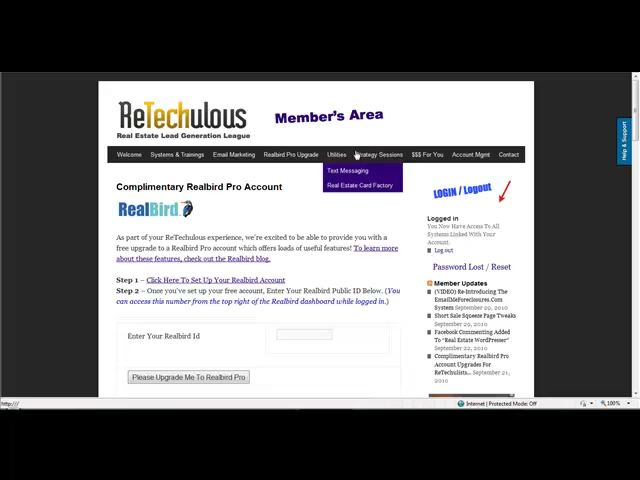 ReTechulous
Real Estate Lead Generation League
Member's Area
Welcome Systems & Trainings Email Marketing Realbird Pro Upgrade Utilities Strategy Sessions $$$ For You Account Mgmt Contact
Text Messaging
Real Estate Card Factory
Help & Support
Complimentary Realbird Pro Account
RealBird
As part of your ReTechulous experience, we're excited to be able to provide you with a
free upgrade to a Realbird Pro account which offers loads of useful features! To learn more
about these features, check out the Realbird blog.
Step 1 – Click Here To Set Up Your Realbird Account
Step 2 – Once you've set up your free account, Enter Your Realbird Public ID Below. (You
can access this number from the top right of the Realbird dashboard while logged in.)
Enter Your Realbird Id
Please Upgrade Me To Realbird Pro
LOGIN / Logout
Logged in
You Now Have Access To All
Systems Linked With Your
Account.
Log out
Password Lost / Reset
Member Updates
(VIDEO) Re-Introducing The
EmailMeForeclosures.Com
System September 29, 2010
Short Sale Squeeze Page Tweaks
September 29, 2010
Facebook Commenting Added
To "Real Estate WordPresser"
September 22, 2010
Complimentary Realbird Pro
Account Upgrades For
ReTechulists... September 21,
2010
http:///
Internet | Protected Mode: Off
100%